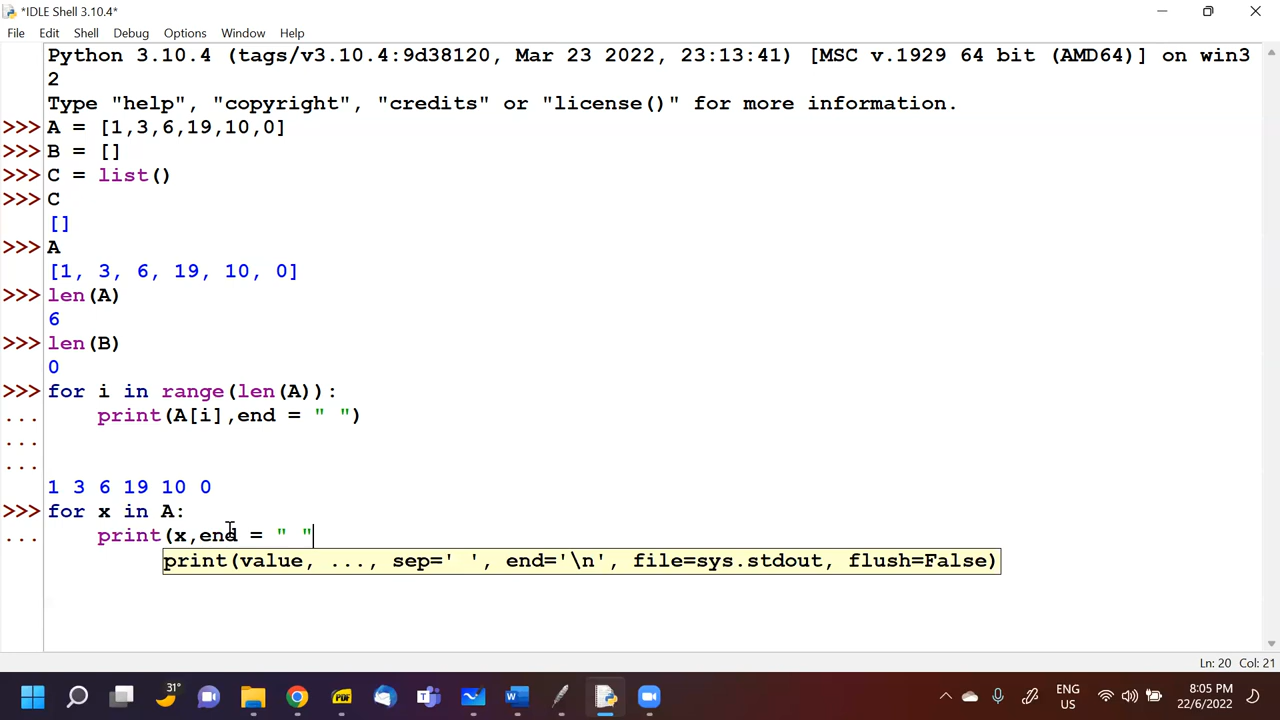 *IDLE Shell 3.10.4*
File Edit Shell Debug Options Window Help
Python 3.10.4 (tags/v3.10.4:9d38120, Mar 23 2022, 23:13:41) [MSC v.1929 64 bit (AMD64)] on win3
2
Type "help", "copyright", "credits" or "license()" for more information.
>>> A = [1,3,6,19,10,0]
>>> B = []
>>> C = list()
>>> C
[]
>>> A
[1, 3, 6, 19, 10, 0]
>>> len(A)
6
>>> len(B)
0
>>> for i in range(len(A)):
...     print(A[i],end = " ")
...
...
1 3 6 19 10 0
>>> for x in A:
...     print(x,end = " "
print(value, ..., sep=' ', end='\n', file=sys.stdout, flush=False)
Ln: 20 Col: 21
31° ENG US 8:05 PM 22/6/2022